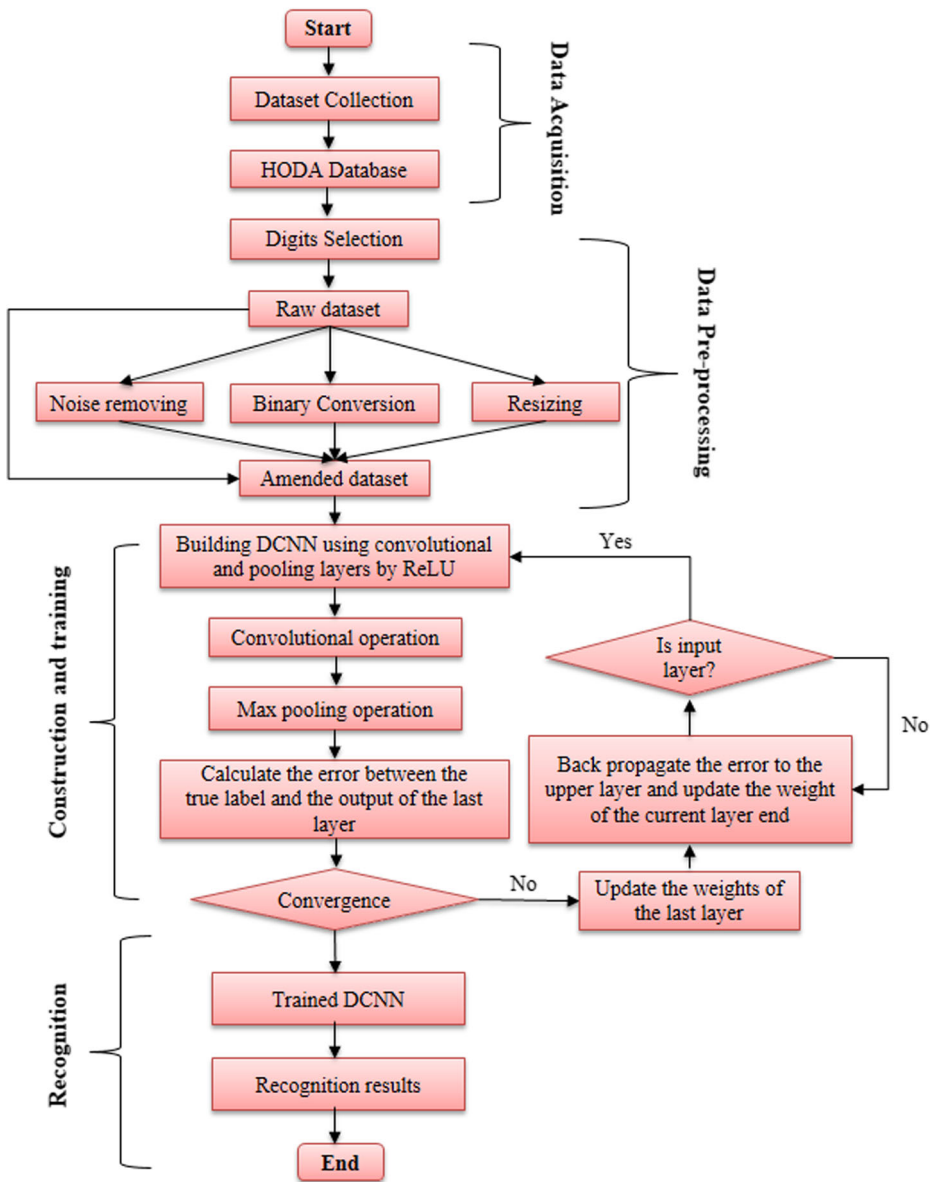 Start
Dataset Collection
HODA Database
Data Acquisition
Digits Selection
Raw dataset
Noise removing
Binary Conversion
Resizing
Amended dataset
Data Pre-processing
Building DCNN using convolutional
and pooling layers by ReLU
Convolutional operation
Max pooling operation
Calculate the error between the
true label and the output of the last
layer
Convergence
Construction and training
No
Update the weights of
the last layer
Back propagate the error to the
upper layer and update the weight
of the current layer end
Is input
layer?
No
Yes
Trained DCNN
Recognition results
End
Recognition